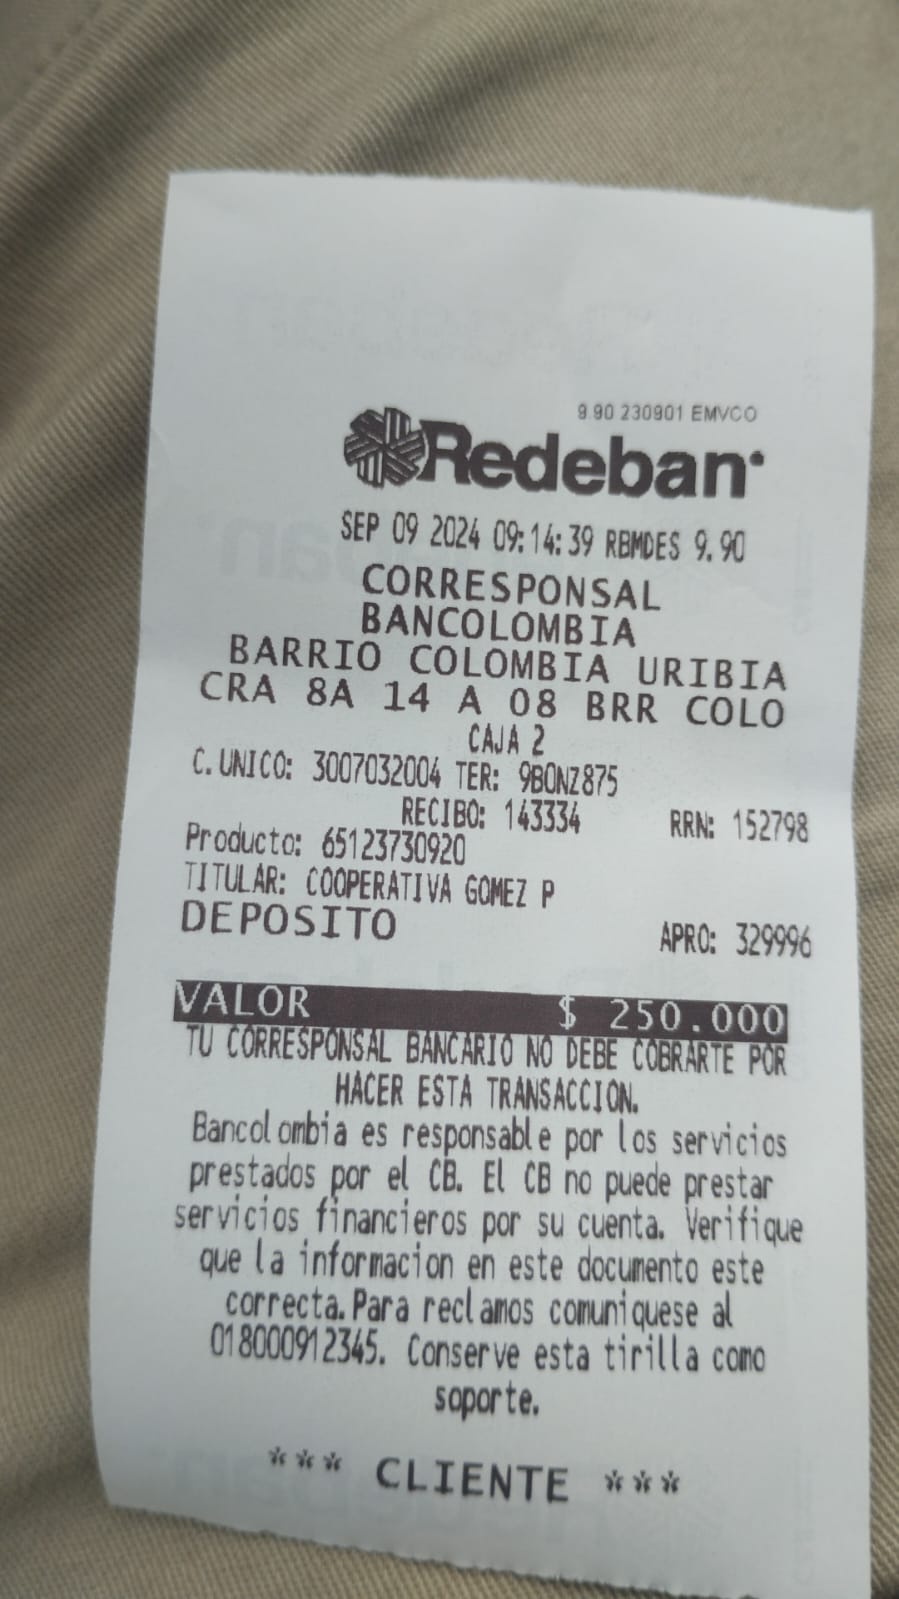 9.90 230901 EMVCO
Redeban
SEP 09 2024 09:14:39 RBMDES 9.90
CORRESPONSAL
BANCOLOMBIA
BARRIO COLOMBIA URIBIA
CRA 8A 14 A 08 BRR COLO
CAJA 2
C. UNICO: 3007032004 TER: 9BONZ875
RECIBO: 143334 RRN: 152798
Producto: 65123730920
TITULAR: COOPERATIVA GOMEZ P
DEPOSITO APRO: 329996
VALOR $ 250.000
TU CORRESPONSAL BANCARIO NO DEBE COBRARTE POR
HACER ESTA TRANSACCION.
Bancolombia es responsable por los servicios
prestados por el CB. El CB no puede prestar
servicios financieros por su cuenta. Verifique
que la informacion en este documento este
correcta. Para reclamos comuniquese al
018000912345. Conserve esta tirilla como
soporte.
*** CLIENTE ***